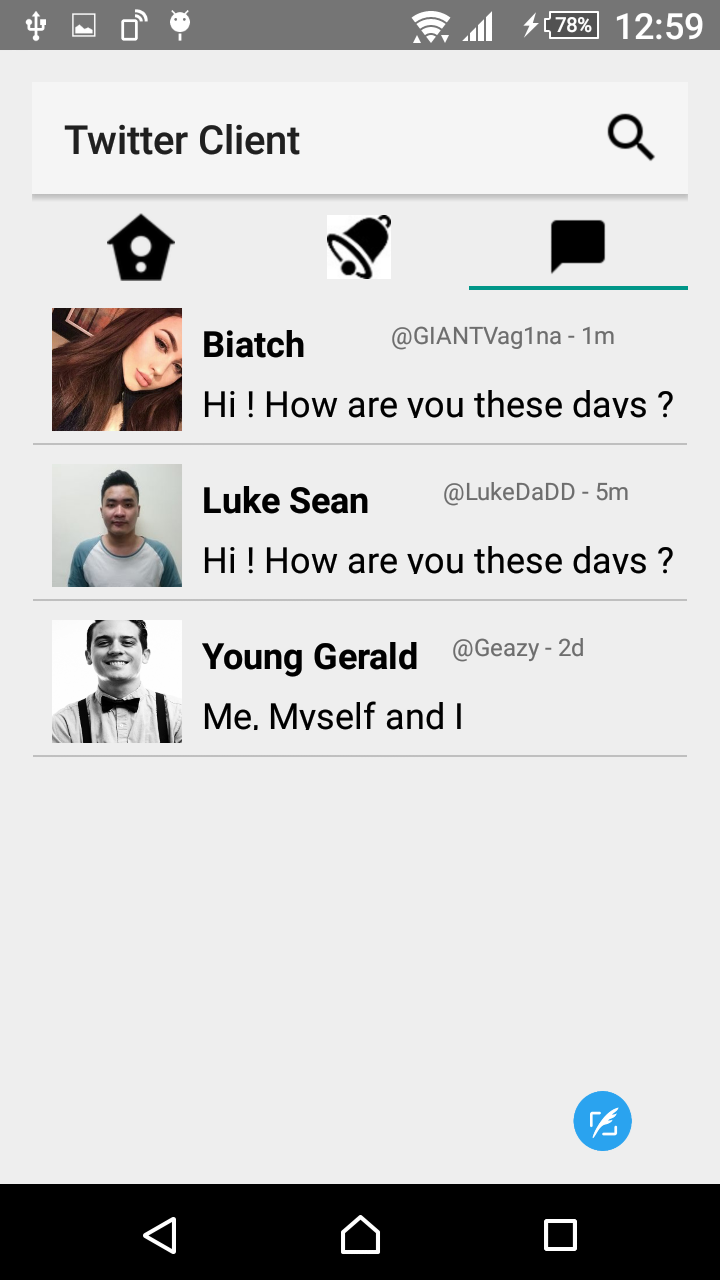 78% 12:59
Twitter Client
Biatch @GIANTVag1na - 1m
Hi ! How are you these days ?
Luke Sean @LukeDaDD - 5m
Hi ! How are you these days ?
Young Gerald @Geazy - 2d
Me, Myself and I